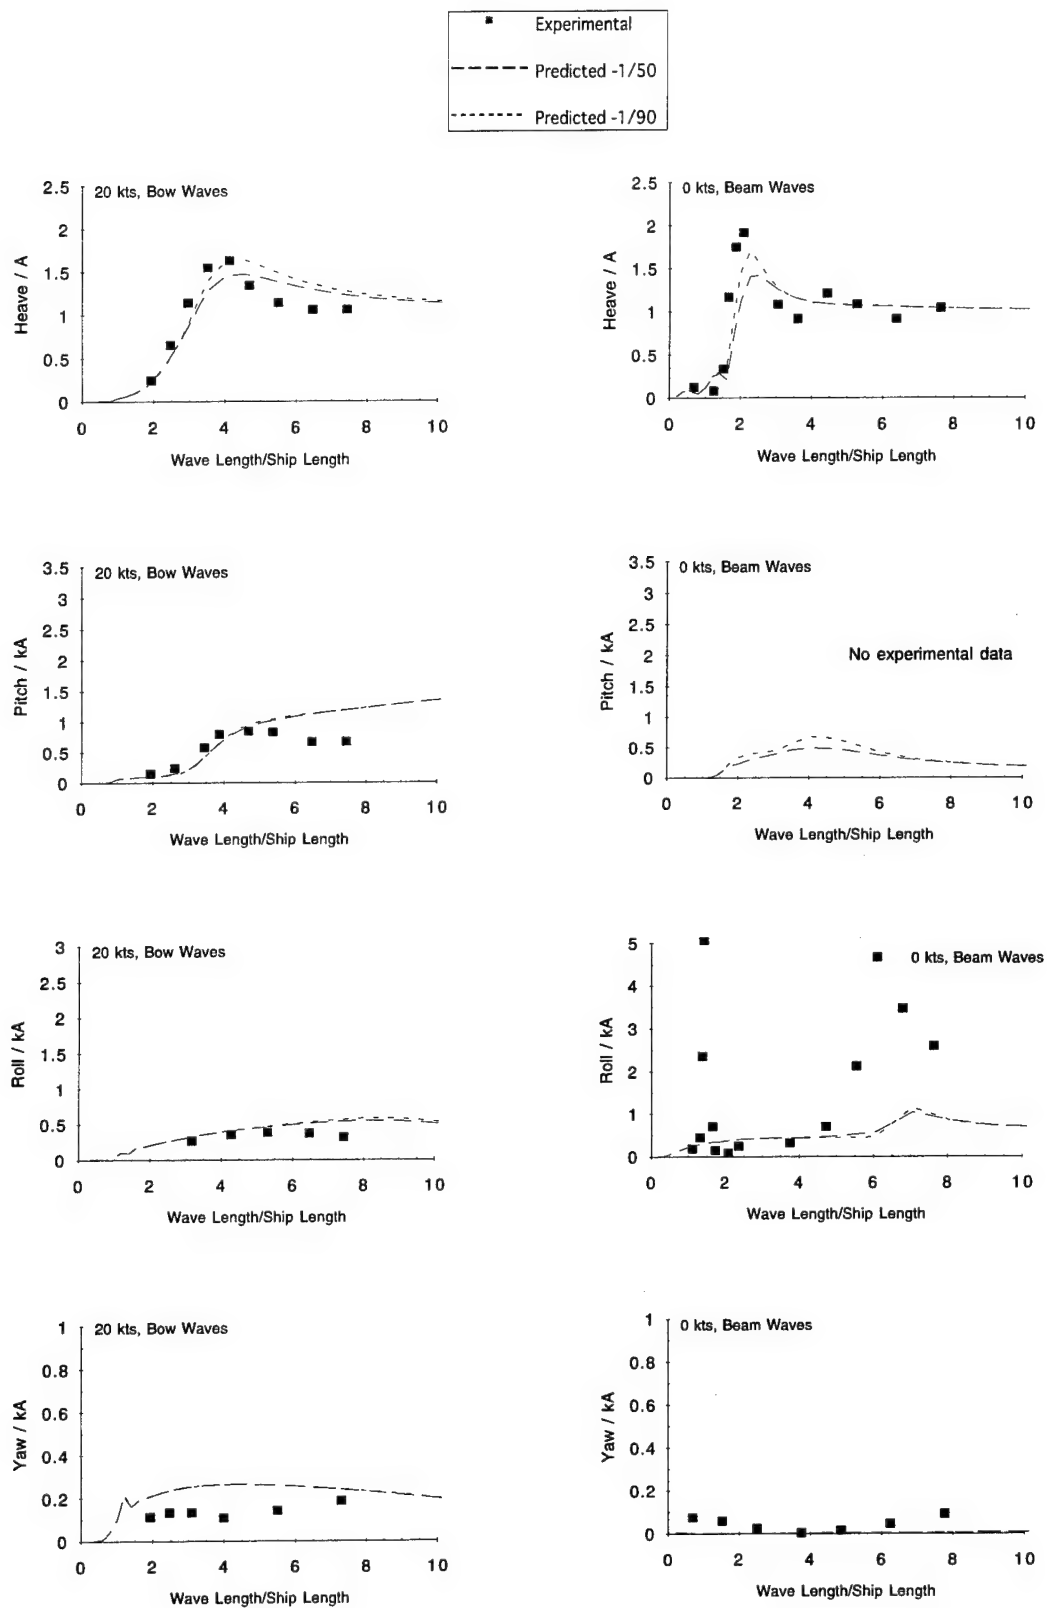 Experimental
Predicted -1/50
Predicted -1/90
20 kts, Bow Waves
Heave / A
2.5
2
1.5
1
0.5
0
0 2 4 6 8 10
Wave Length/Ship Length
0 kts, Beam Waves
Heave / A
2.5
2
1.5
1
0.5
0
0 2 4 6 8 10
Wave Length/Ship Length
20 kts, Bow Waves
Pitch / kA
3.5
3
2.5
2
1.5
1
0.5
0
0 2 4 6 8 10
Wave Length/Ship Length
0 kts, Beam Waves
No experimental data
Pitch / kA
3.5
3
2.5
2
1.5
1
0.5
0
0 2 4 6 8 10
Wave Length/Ship Length
20 kts, Bow Waves
Roll / kA
3
2.5
2
1.5
1
0.5
0
0 2 4 6 8 10
Wave Length/Ship Length
0 kts, Beam Waves
Roll / kA
5
4
3
2
1
0
0 2 4 6 8 10
Wave Length/Ship Length
20 kts, Bow Waves
Yaw / kA
1
0.8
0.6
0.4
0.2
0
0 2 4 6 8 10
Wave Length/Ship Length
0 kts, Beam Waves
Yaw / kA
1
0.8
0.6
0.4
0.2
0
0 2 4 6 8 10
Wave Length/Ship Length